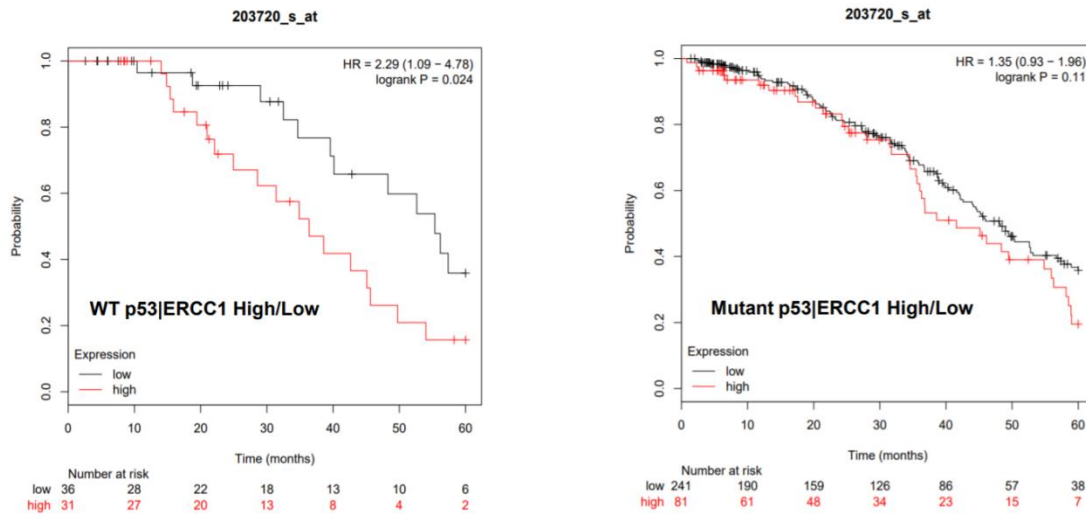 203720_s_at
HR = 2.29 (1.09 − 4.78)
logrank P = 0.024
1.0
0.8
0.6
0.4
0.2
0.0
Probability
WT p53|ERCC1 High/Low
Expression
low
high
0 10 20 30 40 50 60
Time (months)
Number at risk
low 36 28 22 18 13 10 6
high 31 27 20 13 8 4 2
203720_s_at
HR = 1.35 (0.93 − 1.96)
logrank P = 0.11
1.0
0.8
0.6
0.4
0.2
0.0
Probability
Mutant p53|ERCC1 High/Low
Expression
low
high
0 10 20 30 40 50 60
Time (months)
Number at risk
low 241 190 159 126 86 57 38
high 81 61 48 34 23 15 7